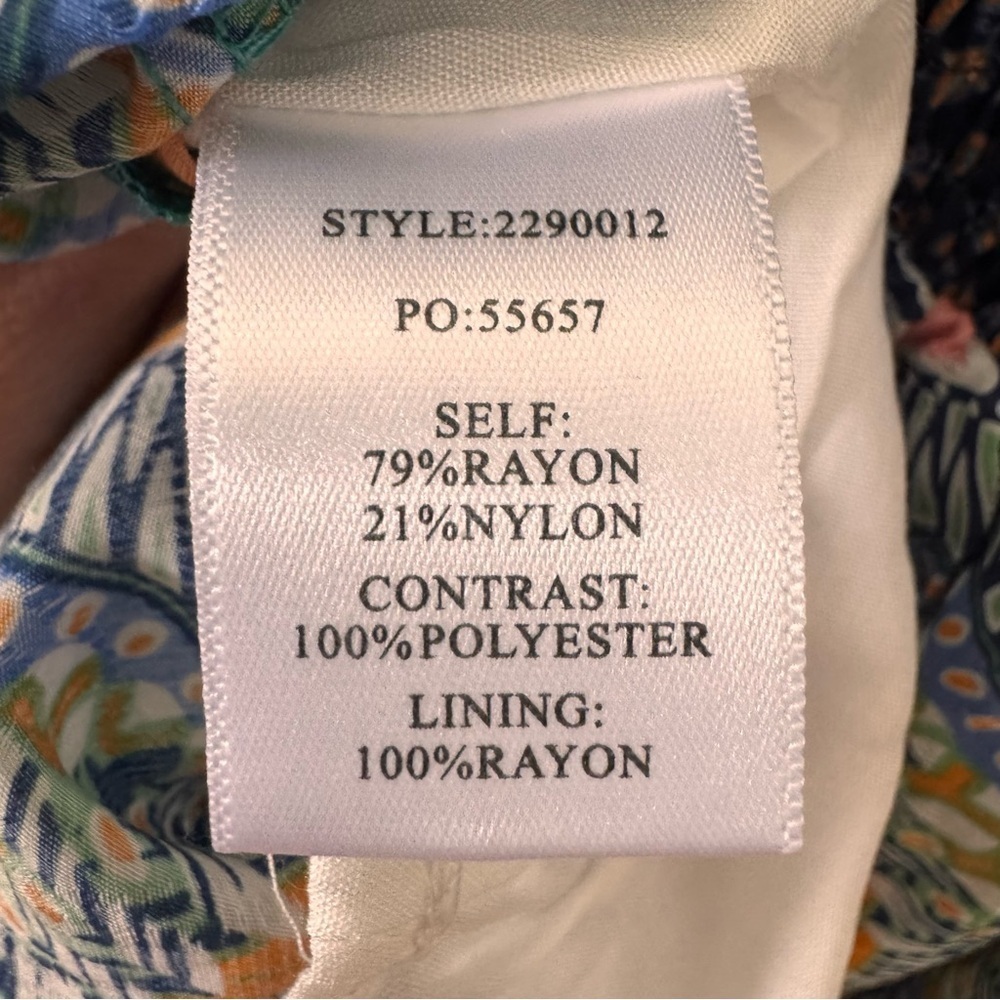 STYLE:2290012
PO:55657
SELF:
79%RAYON
21%NYLON
CONTRAST:
100%POLYESTER
LINING:
100%RAYON